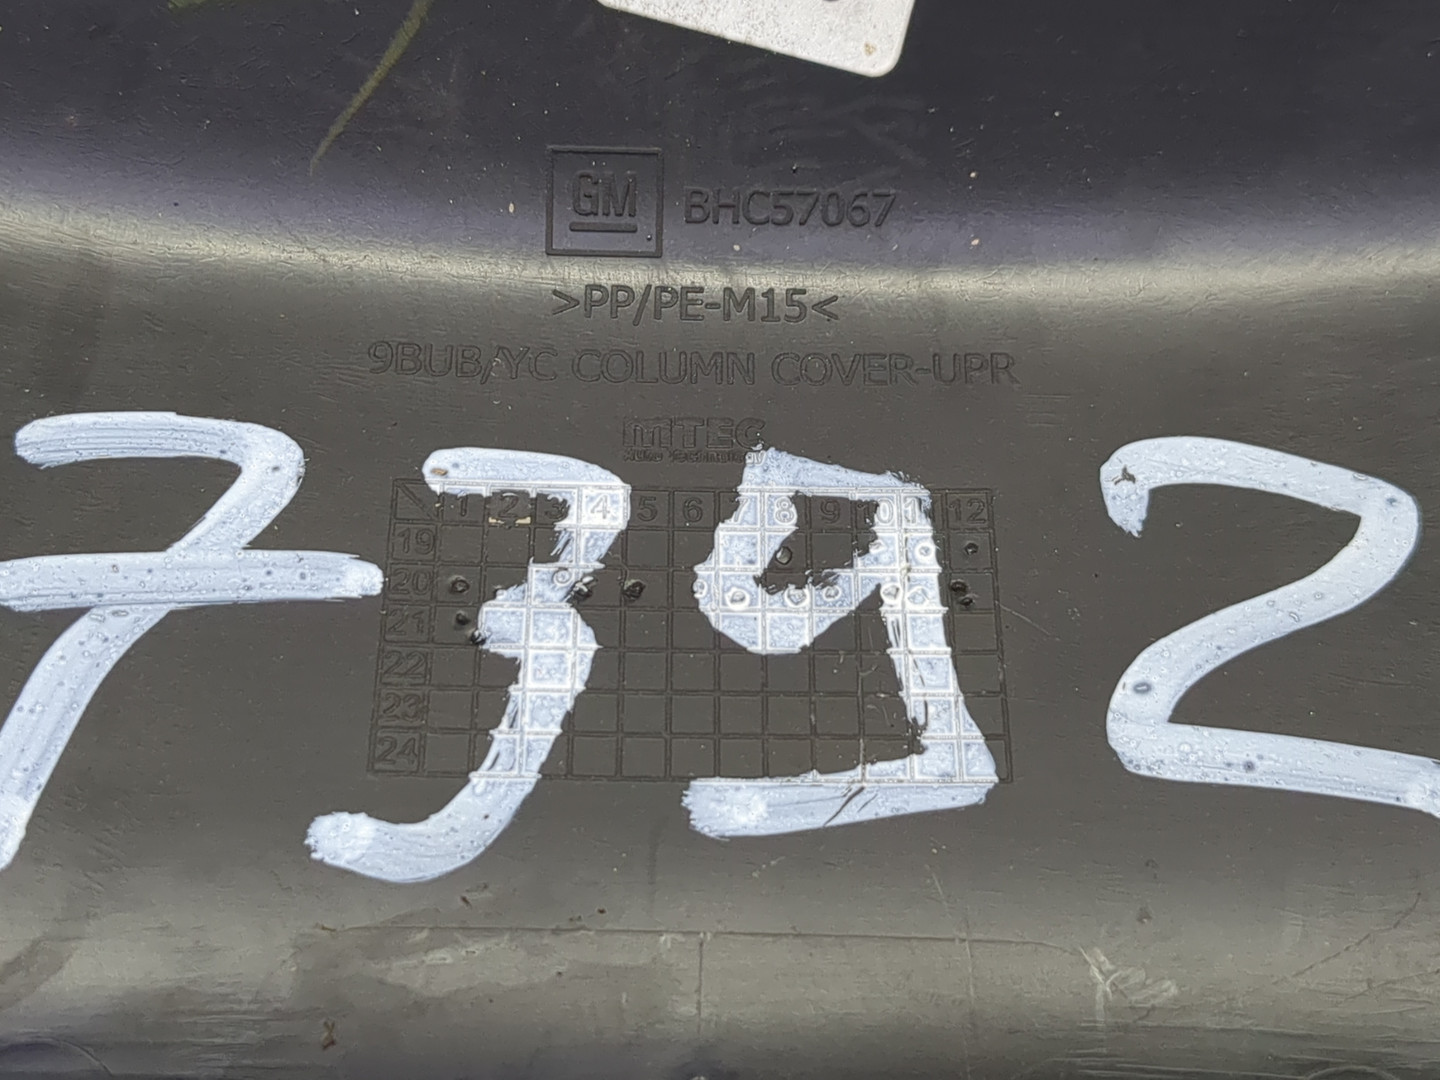 GM BHC57067
>PP/PE-M15<
9BUB/YC COLUMN COVER-UPR
MTEC
7392
1 2 3 4 5 6 8 9 10 11 12
19
20
21
22
23
24